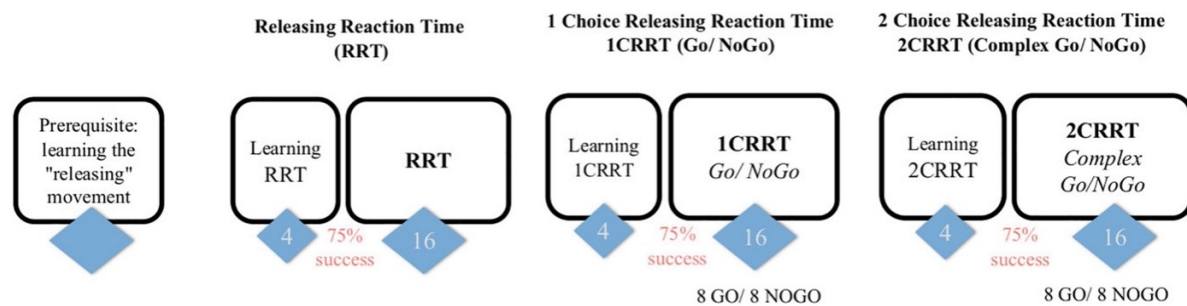 Releasing Reaction Time
(RRT)
1 Choice Releasing Reaction Time
1CRRT (Go/ NoGo)
2 Choice Releasing Reaction Time
2CRRT (Complex Go/ NoGo)
Prerequisite:
learning the
"releasing"
movement
Learning
RRT
4
75%
success
RRT
16
Learning
1CRRT
4
75%
success
1CRRT
Go/ NoGo
16
8 GO/ 8 NOGO
Learning
2CRRT
4
75%
success
2CRRT
Complex
Go/NoGo
16
8 GO/ 8 NOGO